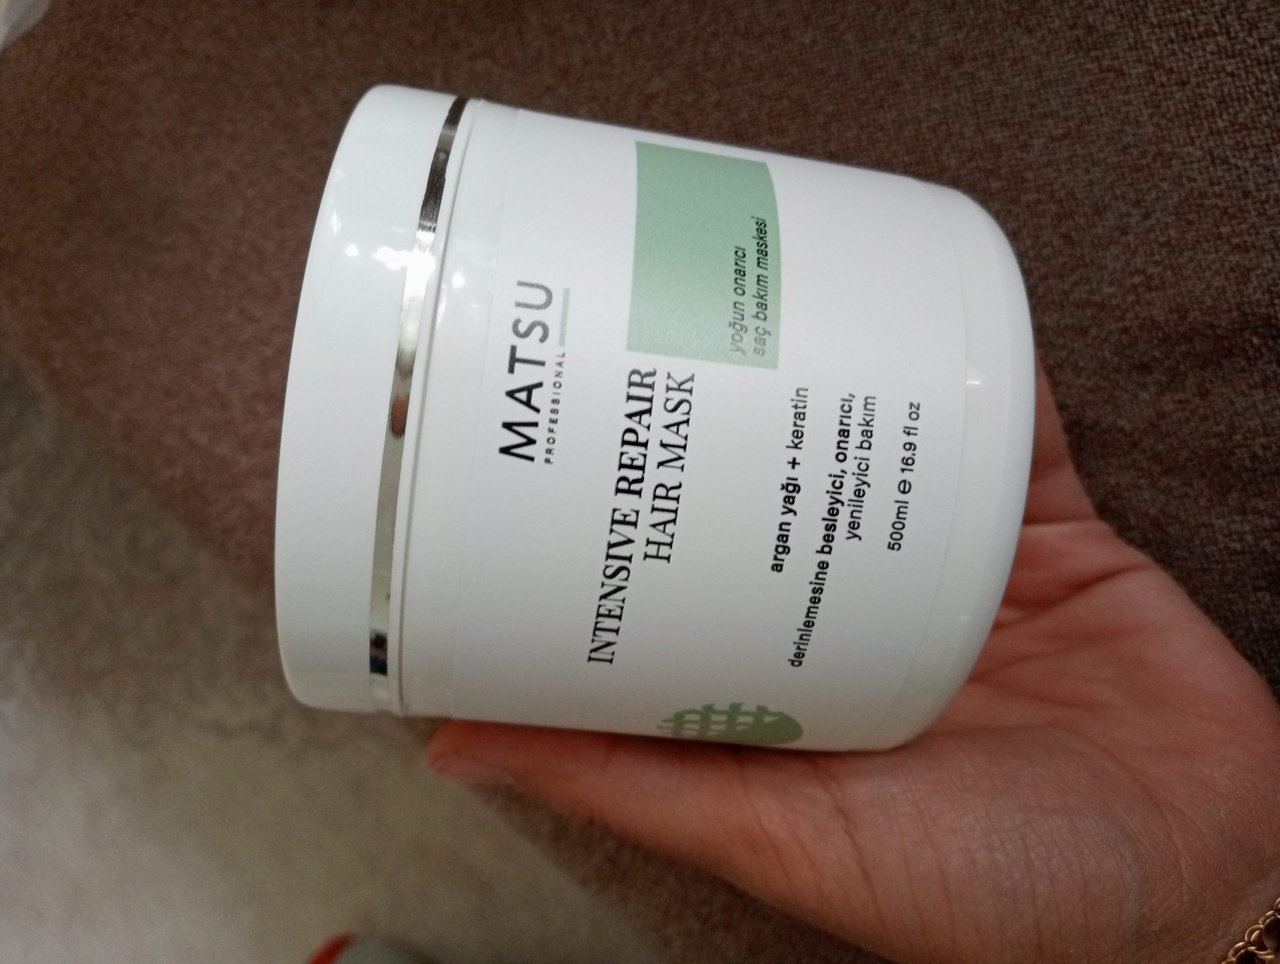 MATSU
PROFESSIONAL
INTENSIVE REPAIR
HAIR MASK
yoğun onarıcı
saç bakım maskesi
argan yağı + keratin
derinlemesine besleyici, onarıcı,
yenileyici bakım
500ml ℮ 16.9 fl oz